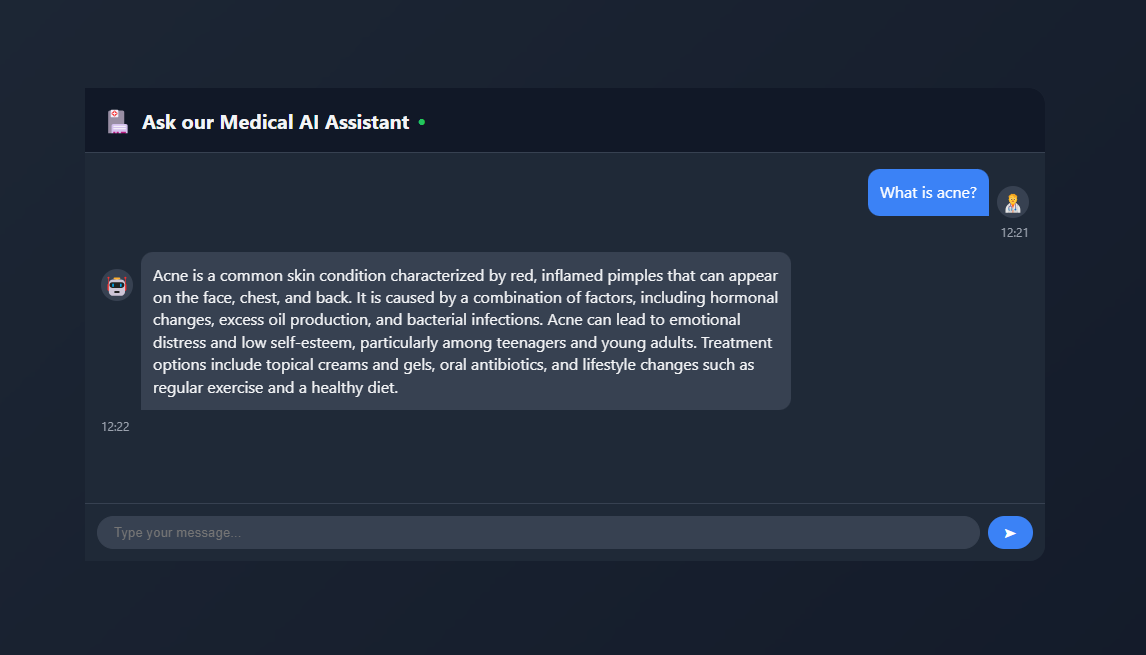 Ask our Medical AI Assistant
What is acne?
12:21
Acne is a common skin condition characterized by red, inflamed pimples that can appear
on the face, chest, and back. It is caused by a combination of factors, including hormonal
changes, excess oil production, and bacterial infections. Acne can lead to emotional
distress and low self-esteem, particularly among teenagers and young adults. Treatment
options include topical creams and gels, oral antibiotics, and lifestyle changes such as
regular exercise and a healthy diet.
12:22
Type your message...